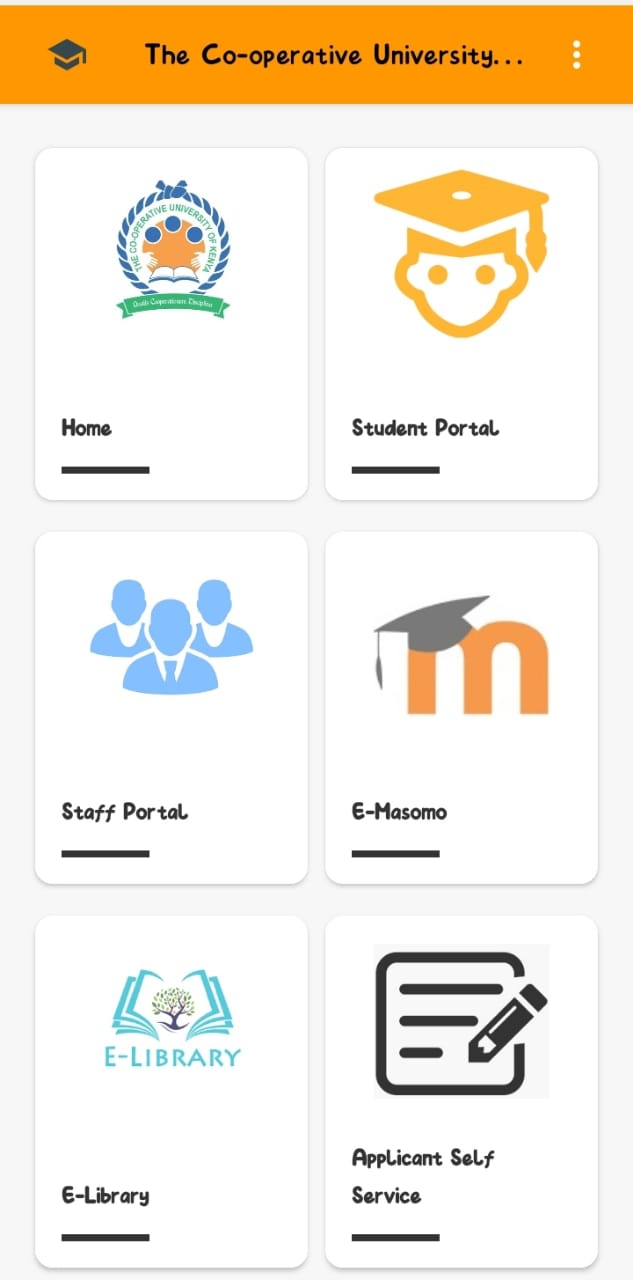 The Co-operative University...
THE CO-OPERATIVE UNIVERSITY OF KENYA
Home
Student Portal
Staff Portal
m
E-Masomo
E-LIBRARY
E-Library
Applicant Self
Service